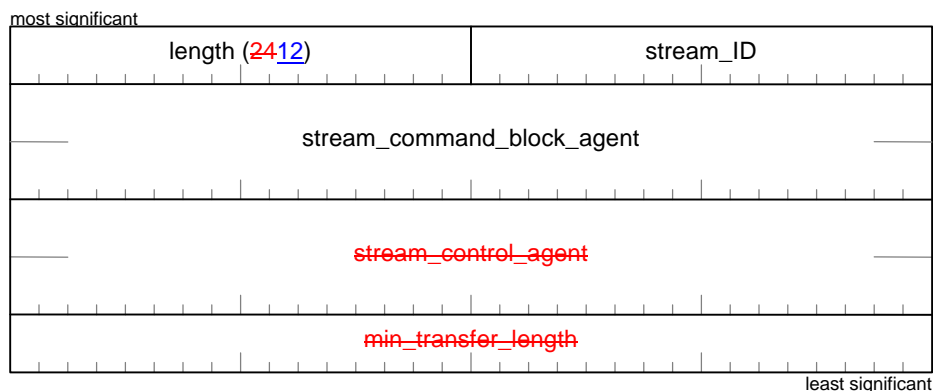 most significant
length (2412) stream_ID
stream_command_block_agent
stream_control_agent
min_transfer_length
least significant